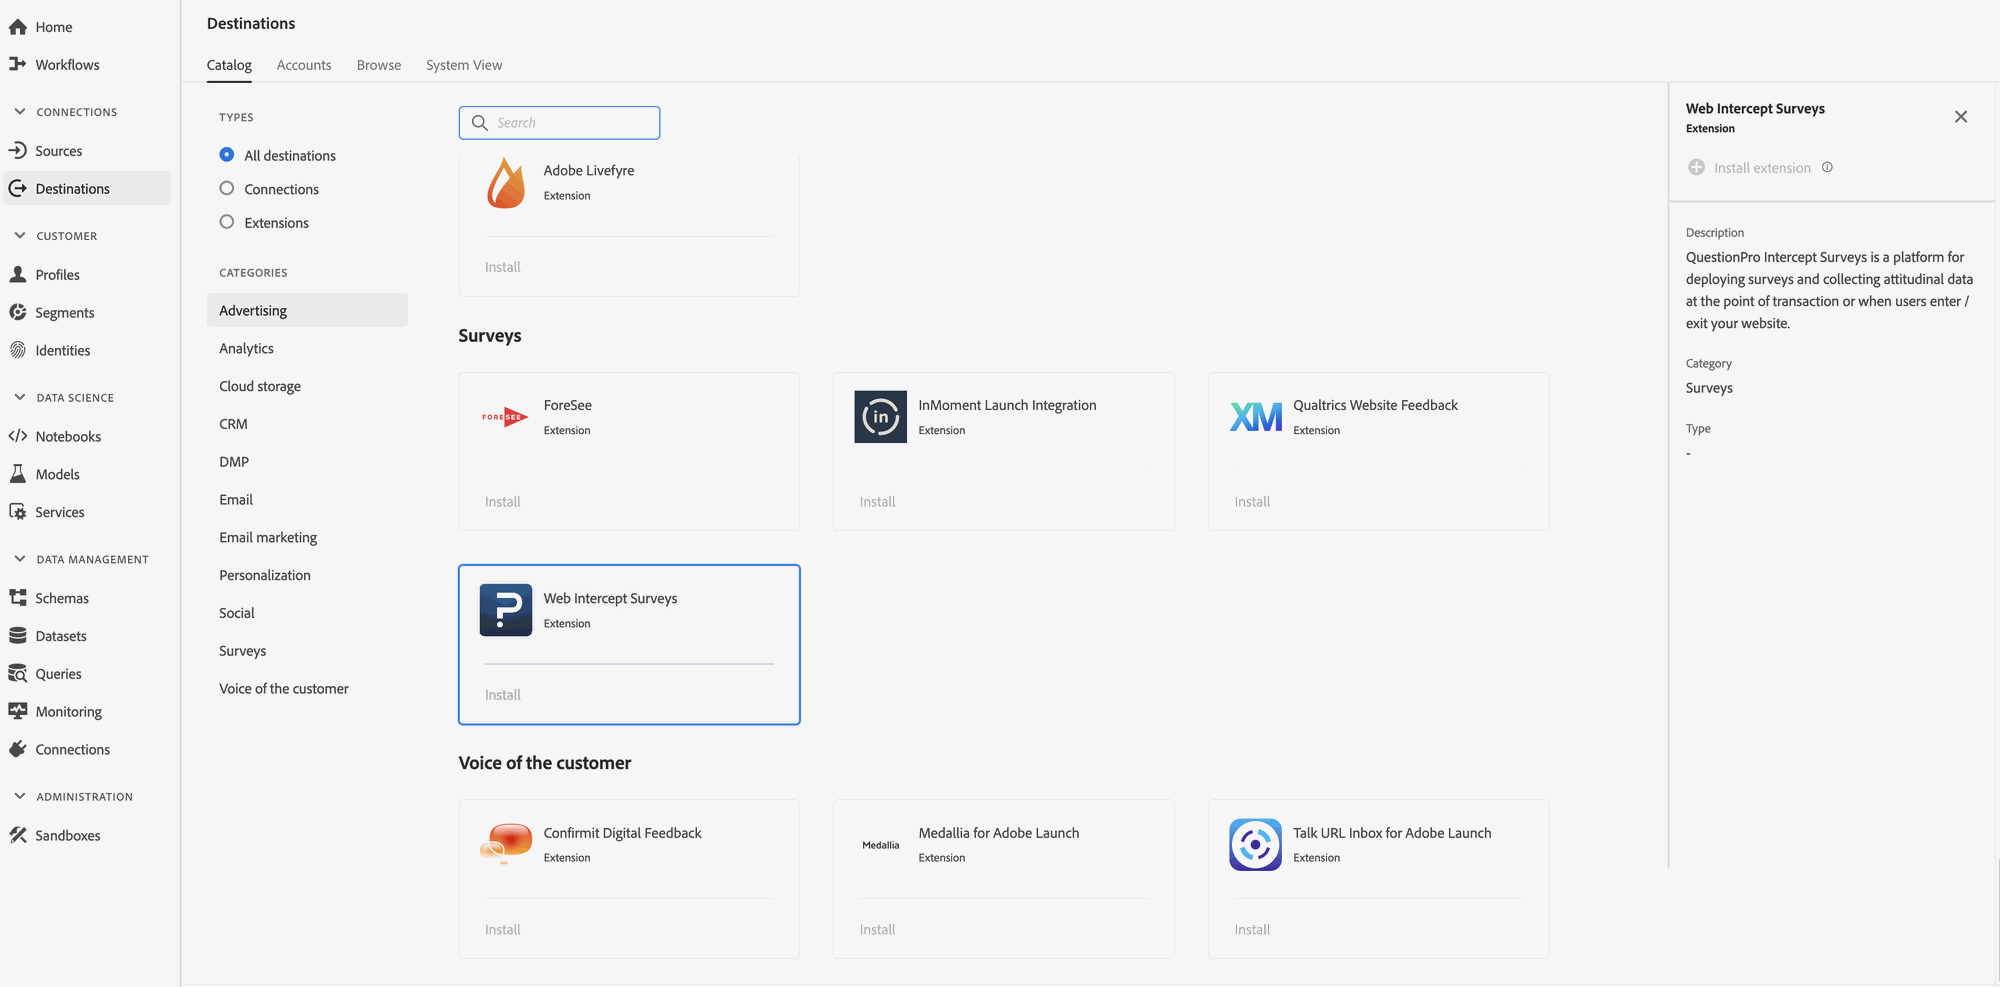 Home
Workflows
CONNECTIONS
Sources
Destinations
CUSTOMER
Profiles
Segments
Identities
DATA SCIENCE
Notebooks
Models
Services
DATA MANAGEMENT
Schemas
Datasets
Queries
Monitoring
Connections
ADMINISTRATION
Sandboxes
Destinations
Catalog Accounts Browse System View
TYPES
All destinations
Connections
Extensions
CATEGORIES
Advertising
Analytics
Cloud storage
CRM
DMP
Email
Email marketing
Personalization
Social
Surveys
Voice of the customer
Search
Adobe Livefyre
Extension
Install
Surveys
FORESEE
ForeSee
Extension
Install
in
InMoment Launch Integration
Extension
Install
XM
Qualtrics Website Feedback
Extension
Install
Web Intercept Surveys
Extension
Install
Voice of the customer
Confirmit Digital Feedback
Extension
Install
Medallia
Medallia for Adobe Launch
Extension
Install
Talk URL Inbox for Adobe Launch
Extension
Install
Web Intercept Surveys
Extension
Install extension
Description
QuestionPro Intercept Surveys is a platform for
deploying surveys and collecting attitudinal data
at the point of transaction or when users enter /
exit your website.
Category
Surveys
Type
-